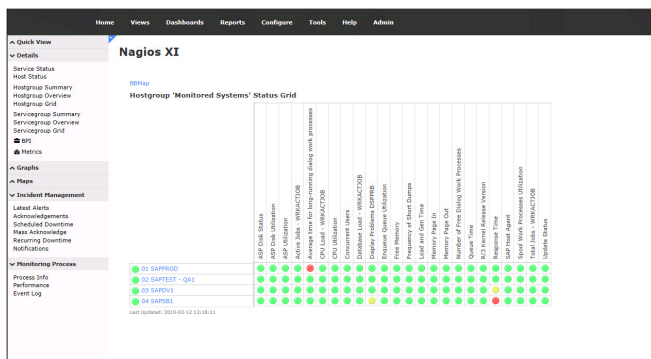 Home Views Dashboards Reports Configure Tools Help Admin
Quick View
Details
Service Status
Host Status
Hostgroup Summary
Hostgroup Overview
Hostgroup Grid
Servicegroup Summary
Servicegroup Overview
Servicegroup Grid
BPI
Metrics
Graphs
Maps
Incident Management
Latest Alerts
Acknowledgements
Scheduled Downtime
Mass Acknowledge
Recurring Downtime
Notifications
Monitoring Process
Process Info
Performance
Event Log
Nagios XI
BBMap
Hostgroup 'Monitored Systems' Status Grid
ASP Disk Status
ASP Disk Utilization
ASP Utilization
Active Jobs - WRKACTJOB
Average time for long-running dialog work processes
CPU Load - WRKACTJOB
CPU Utilization
Concurrent Users
Database Load - WRKACTJOB
Display Problems DSPPRB
Enqueue Queue Utilization
Free Memory
Frequency of Short Dumps
Load and Gen Time
Memory Page In
Memory Page Out
Number of Free Dialog Work Processes
Queue Time
R/3 Kernel Release Version
Response Time
SAP Host Agent
Spool Work Processes Utilization
Total Jobs - WRKACTJOB
Update Status
01 SAPPROD
02 SAPTEST - QA1
03 SAPDV1
04 SAPSB1
Last Updated: 2019-03-12 13:18:11